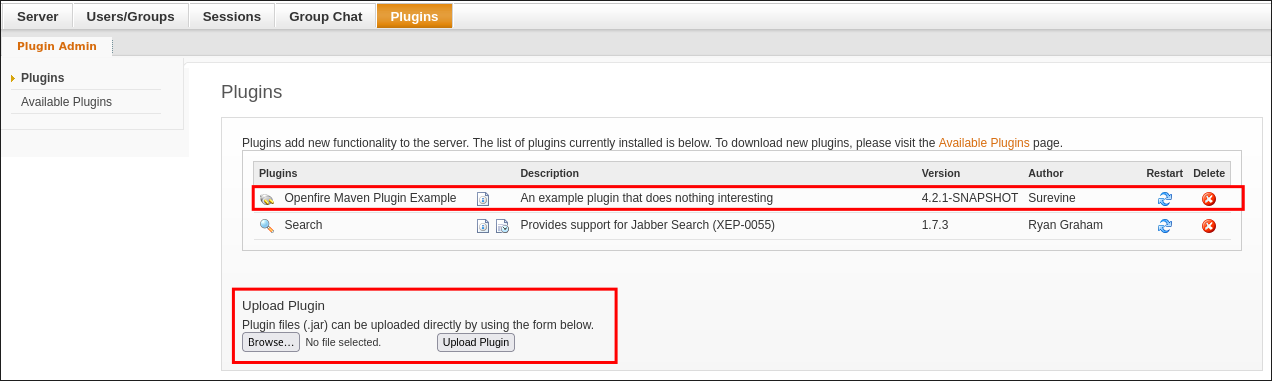 Server Users/Groups Sessions Group Chat Plugins
Plugin Admin
Plugins
Available Plugins
Plugins
Plugins add new functionality to the server. The list of plugins currently installed is below. To download new plugins, please visit the Available Plugins page.
Plugins Description Version Author Restart Delete
Openfire Maven Plugin Example An example plugin that does nothing interesting 4.2.1-SNAPSHOT Surevine
Search Provides support for Jabber Search (XEP-0055) 1.7.3 Ryan Graham
Upload Plugin
Plugin files (.jar) can be uploaded directly by using the form below.
Browse... No file selected. Upload Plugin